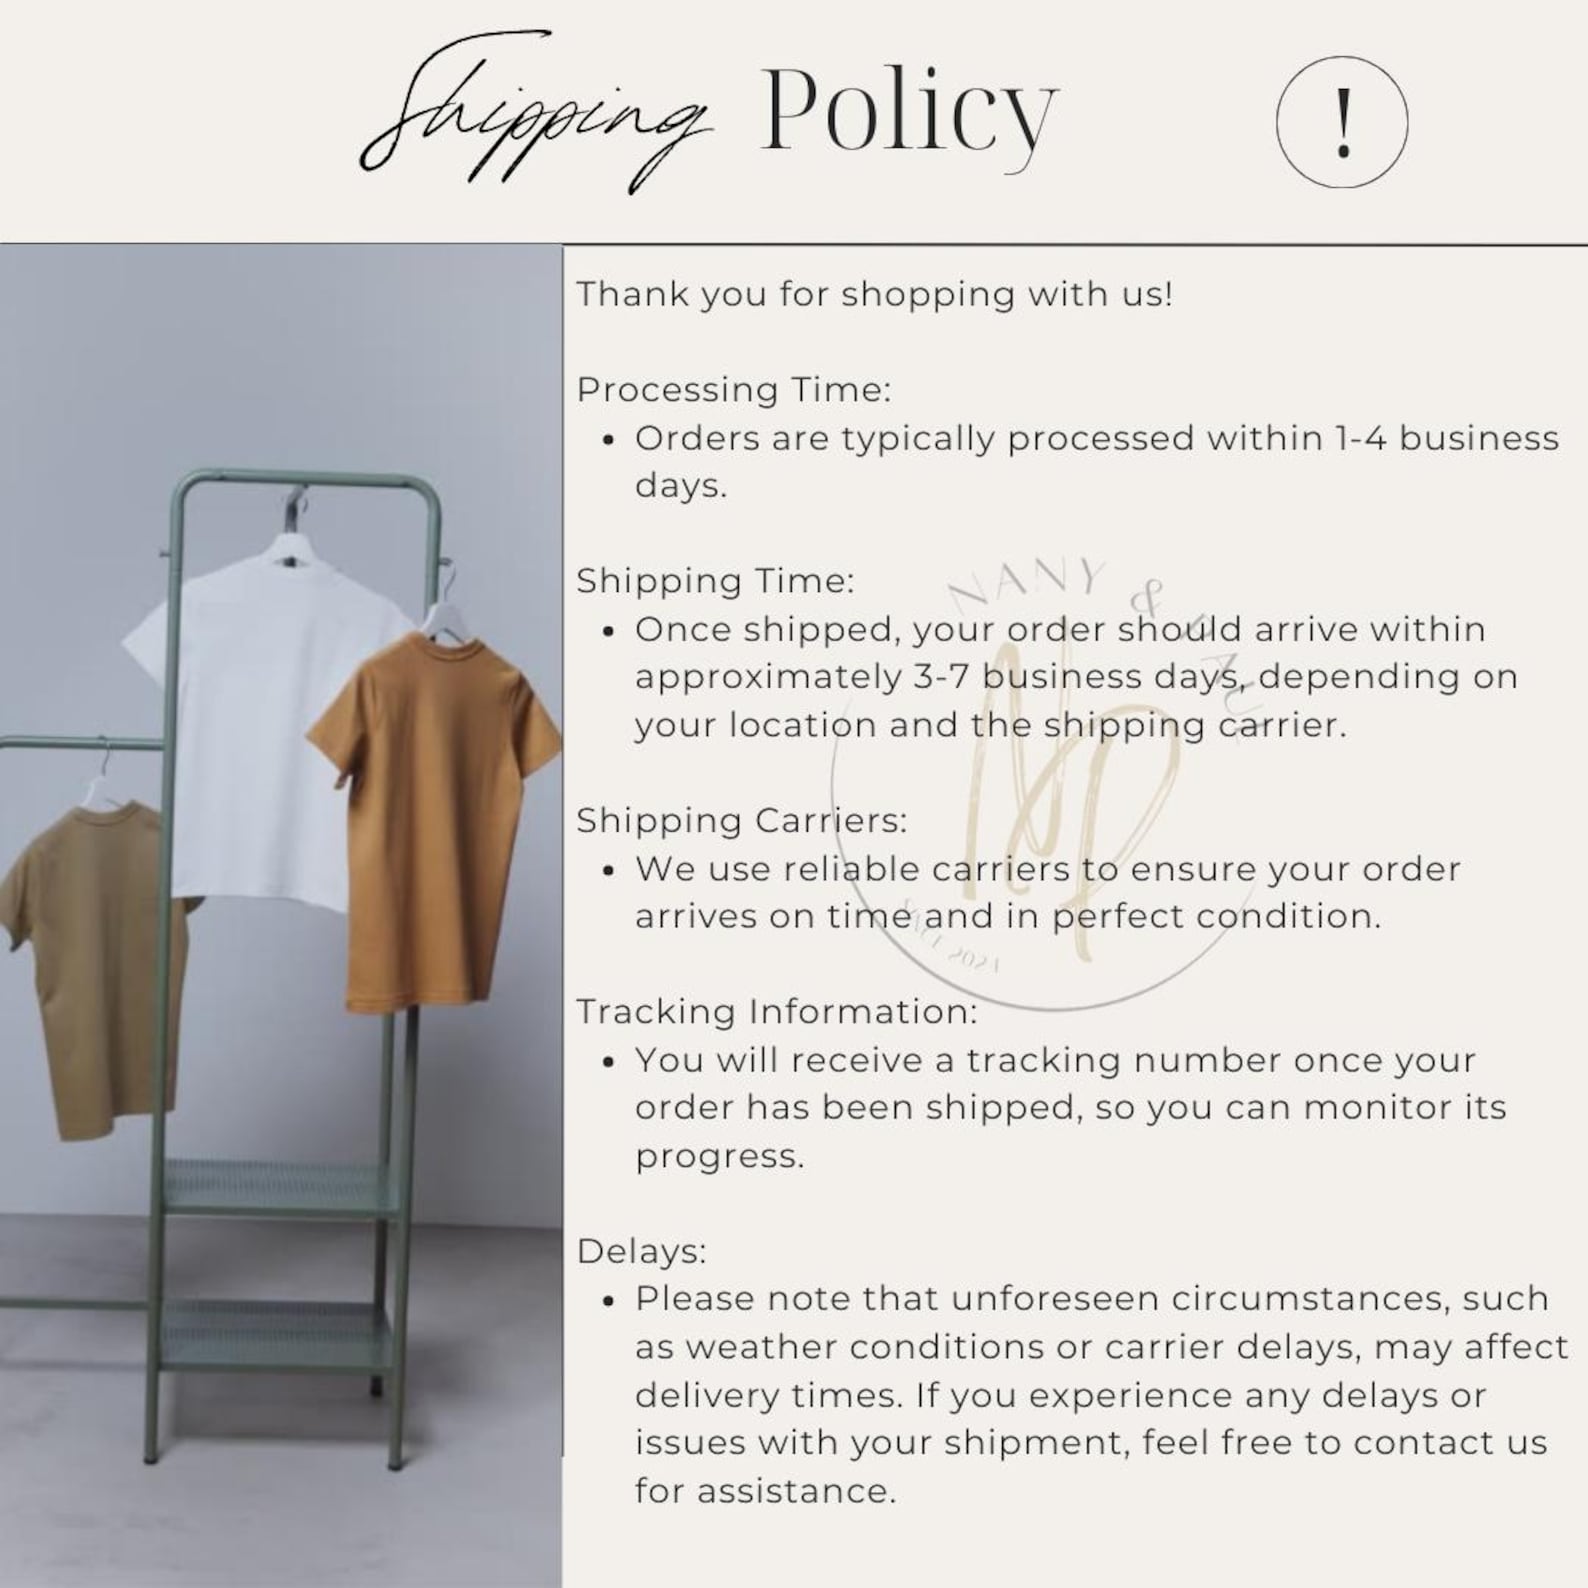 Shipping Policy
!
Thank you for shopping with us!
Processing Time:
• Orders are typically processed within 1-4 business
days.
Shipping Time:
• Once shipped, your order should arrive within
approximately 3-7 business days, depending on
your location and the shipping carrier.
Shipping Carriers:
• We use reliable carriers to ensure your order
arrives on time and in perfect condition.
Tracking Information:
• You will receive a tracking number once your
order has been shipped, so you can monitor its
progress.
Delays:
• Please note that unforeseen circumstances, such
as weather conditions or carrier delays, may affect
delivery times. If you experience any delays or
issues with your shipment, feel free to contact us
for assistance.
NANY &
NP
SINCE 2021